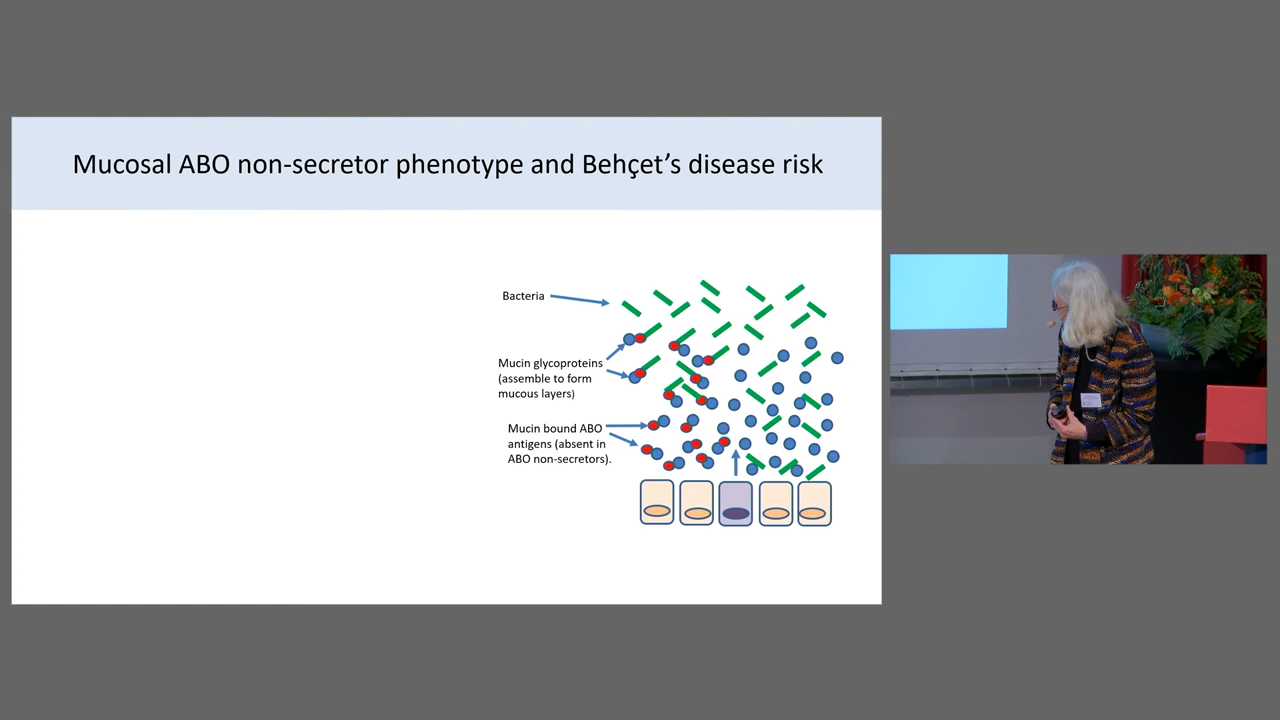 Mucosal ABO non-secretor phenotype and Behçet’s disease risk
Bacteria
Mucin glycoproteins
(assemble to form
mucous layers)
Mucin bound ABO
antigens (absent in
ABO non-secretors).